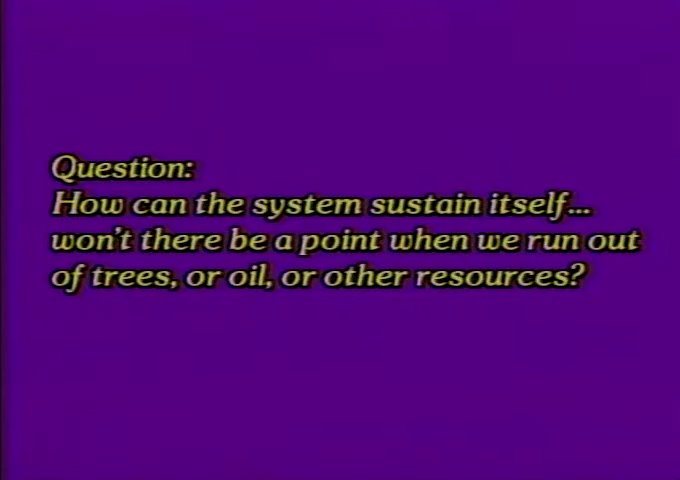 Question:
How can the system sustain itself...
won't there be a point when we run out
of trees, or oil, or other resources?